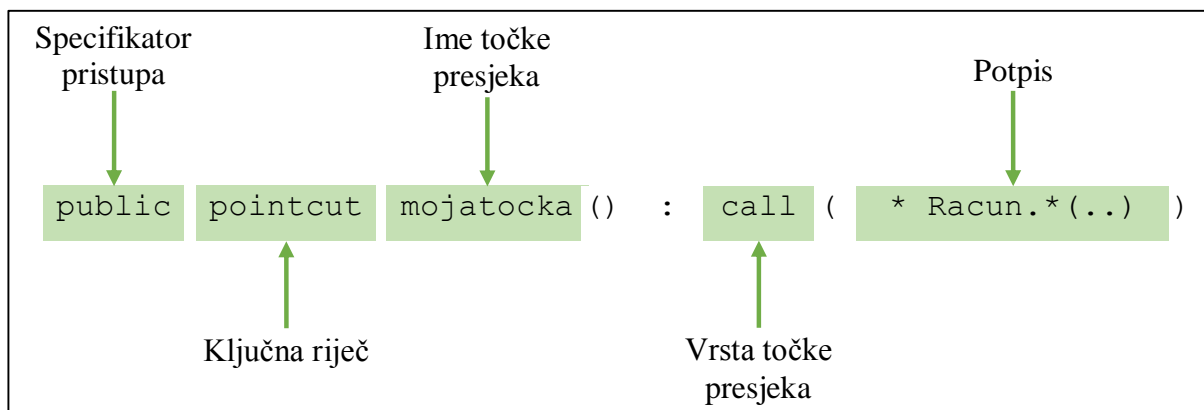 Specifikator
pristupa
Ime točke
presjeka
Potpis
public pointcut mojatocka() : call ( * Racun.*(..) )
Ključna riječ
Vrsta točke
presjeka